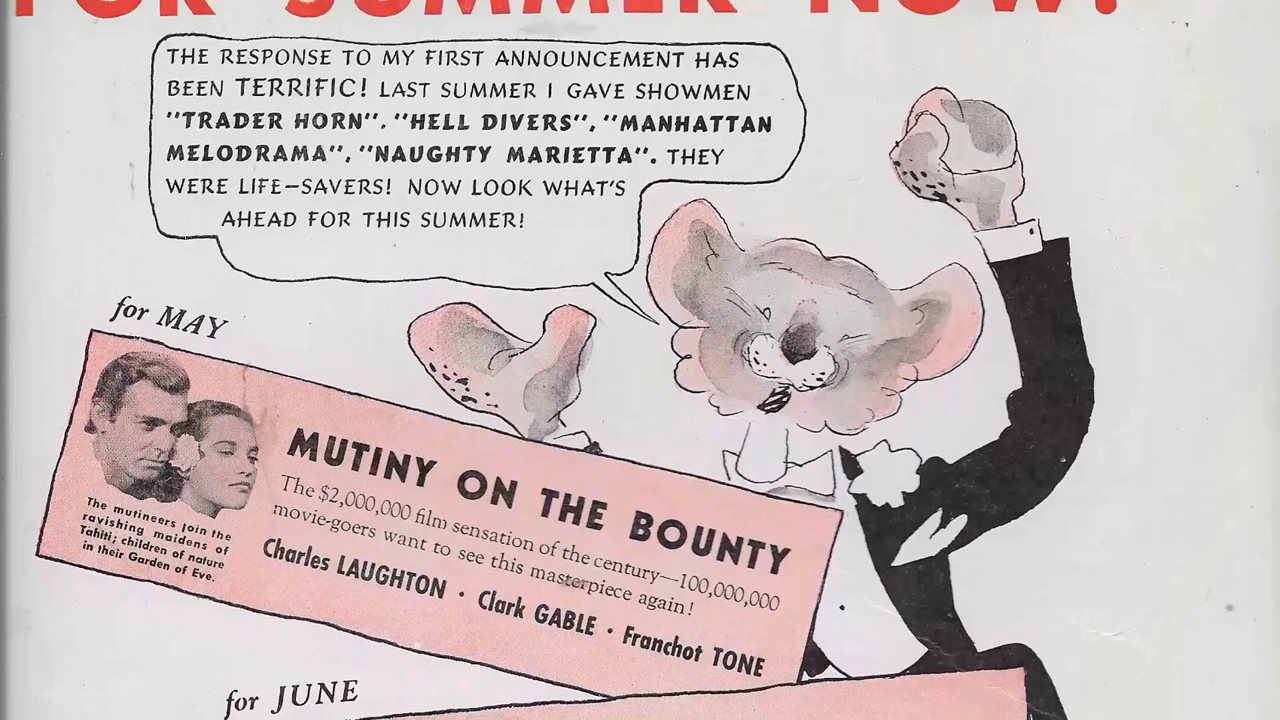 FOR SUMMER NOW!
THE RESPONSE TO MY FIRST ANNOUNCEMENT HAS
BEEN TERRIFIC! LAST SUMMER I GAVE SHOWMEN
"TRADER HORN". "HELL DIVERS", "MANHATTAN
MELODRAMA", "NAUGHTY MARIETTA". THEY
WERE LIFE-SAVERS! NOW LOOK WHAT'S
AHEAD FOR THIS SUMMER!
for MAY
The mutineers join the
ravishing maidens of
Tahiti; children of nature
in their Garden of Eve.
MUTINY ON THE BOUNTY
The $2,000,000 film sensation of the century—100,000,000
movie-goers want to see this masterpiece again!
Charles LAUGHTON · Clark GABLE · Franchot TONE
for JUNE